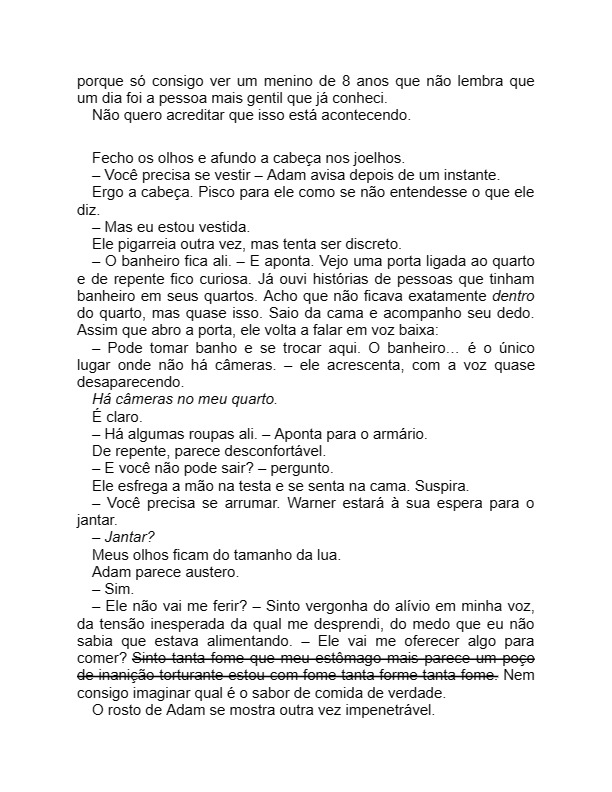 porque só consigo ver um menino de 8 anos que não lembra que
um dia foi a pessoa mais gentil que já conheci.
Não quero acreditar que isso está acontecendo.
Fecho os olhos e afundo a cabeça nos joelhos.
– Você precisa se vestir – Adam avisa depois de um instante.
Ergo a cabeça. Pisco para ele como se não entendesse o que ele
diz.
– Mas eu estou vestida.
Ele pigarreia outra vez, mas tenta ser discreto.
– O banheiro fica ali. – E aponta. Vejo uma porta ligada ao quarto
e de repente fico curiosa. Já ouvi histórias de pessoas que tinham
banheiro em seus quartos. Acho que não ficava exatamente dentro
do quarto, mas quase isso. Saio da cama e acompanho seu dedo.
Assim que abro a porta, ele volta a falar em voz baixa:
– Pode tomar banho e se trocar aqui. O banheiro… é o único
lugar onde não há câmeras. – ele acrescenta, com a voz quase
desaparecendo.
Há câmeras no meu quarto.
É claro.
– Há algumas roupas ali. – Aponta para o armário.
De repente, parece desconfortável.
– E você não pode sair? – pergunto.
Ele esfrega a mão na testa e se senta na cama. Suspira.
– Você precisa se arrumar. Warner estará à sua espera para o
jantar.
– Jantar?
Meus olhos ficam do tamanho da lua.
Adam parece austero.
– Sim.
– Ele não vai me ferir? – Sinto vergonha do alívio em minha voz,
da tensão inesperada da qual me desprendi, do medo que eu não
sabia que estava alimentando. – Ele vai me oferecer algo para
comer? Sinto tanta fome que meu estômago mais parece um poço
de inanição torturante estou com fome tanta forme tanta fome. Nem
consigo imaginar qual é o sabor de comida de verdade.
O rosto de Adam se mostra outra vez impenetrável.